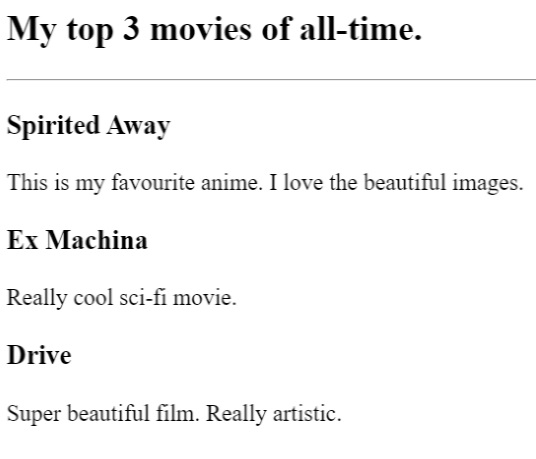 My top 3 movies of all-time.
Spirited Away
This is my favourite anime. I love the beautiful images.
Ex Machina
Really cool sci-fi movie.
Drive
Super beautiful film. Really artistic.